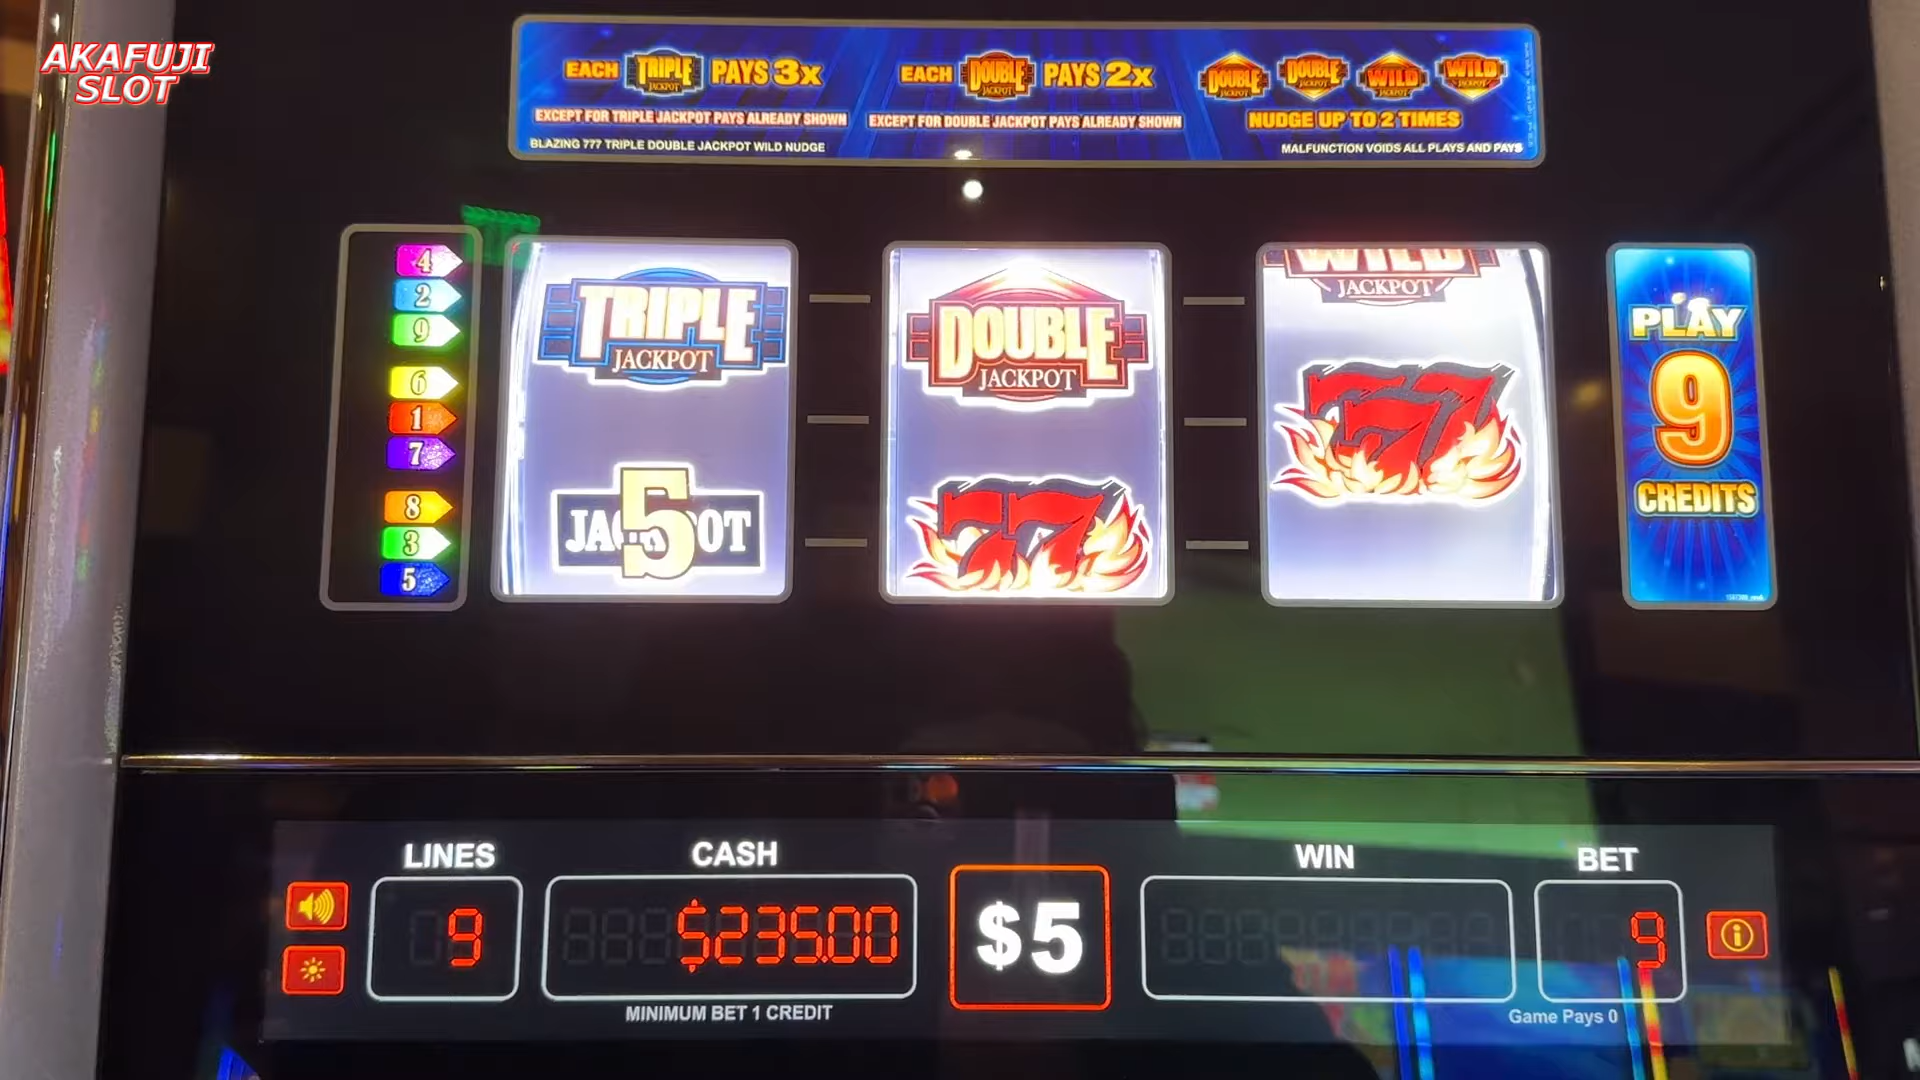 AKAFUJI
SLOT
EACH TRIPLE JACKPOT PAYS 3x
EXCEPT FOR TRIPLE JACKPOT PAYS ALREADY SHOWN
BLAZING 777 TRIPLE DOUBLE JACKPOT WILD NUDGE
EACH DOUBLE JACKPOT PAYS 2x
EXCEPT FOR DOUBLE JACKPOT PAYS ALREADY SHOWN
DOUBLE JACKPOT DOUBLE JACKPOT WILD JACKPOT WILD JACKPOT
NUDGE UP TO 2 TIMES
MALFUNCTION VOIDS ALL PLAYS AND PAYS
4
2
9
6
1
7
8
3
5
TRIPLE
JACKPOT
JACKPOT
5
DOUBLE
JACKPOT
77
WILD
JACKPOT
77
PLAY
9
CREDITS
LINES
9
CASH
$235.00
MINIMUM BET 1 CREDIT
$5
WIN
BET
9
Game Pays 0